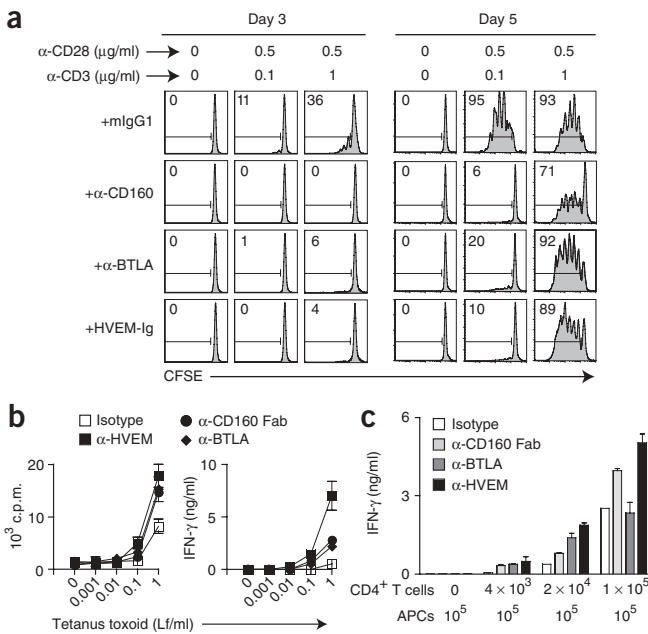 a
Day 3 Day 5
α-CD28 (μg/ml) 0 0.5 0.5 0 0.5 0.5
α-CD3 (μg/ml) 0 0.1 1 0 0.1 1
+mIgG1 0 11 36 0 95 93
+α-CD160 0 0 0 0 6 71
+α-BTLA 0 1 6 0 20 92
+HVEM-Ig 0 0 4 0 10 89
CFSE
b
Isotype α-CD160 Fab
α-HVEM α-BTLA
10³ c.p.m.
20
10
0
0 0.001 0.01 0.1 1
IFN-γ (ng/ml)
10
5
0
0 0.001 0.01 0.1 1
Tetanus toxoid (Lf/ml)
c
Isotype
α-CD160 Fab
α-BTLA
α-HVEM
IFN-γ (ng/ml)
6
3
0
CD4⁺ T cells 0 4 × 10³ 2 × 10⁴ 1 × 10⁵
APCs 10⁵ 10⁵ 10⁵ 10⁵